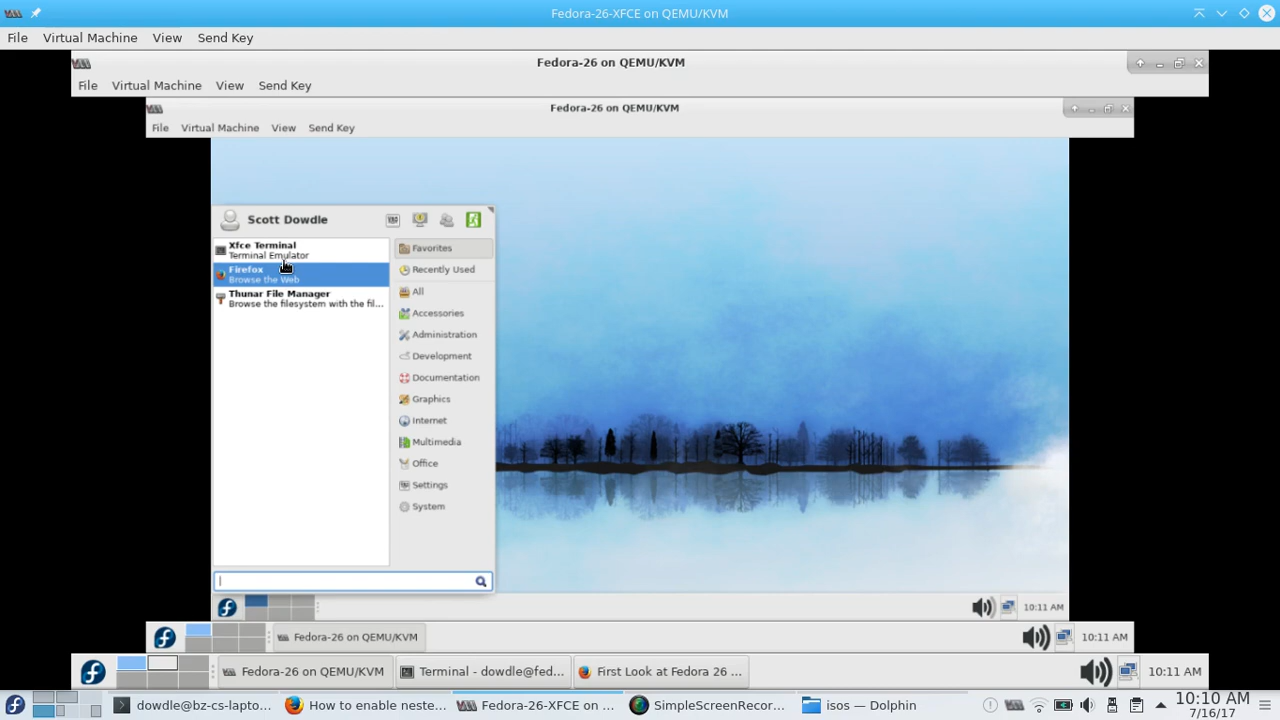 Fedora-26-XFCE on QEMU/KVM
File Virtual Machine View Send Key
Fedora-26 on QEMU/KVM
File Virtual Machine View Send Key
Fedora-26 on QEMU/KVM
File Virtual Machine View Send Key
Scott Dowdle
Xfce Terminal
Terminal Emulator
Firefox
Browse the Web
Thunar File Manager
Browse the filesystem with the fil...
Favorites
Recently Used
All
Accessories
Administration
Development
Documentation
Graphics
Internet
Multimedia
Office
Settings
System
10:11 AM
Fedora-26 on QEMU/KVM
10:11 AM
Fedora-26 on QEMU/KVM
Terminal - dowdle@fed...
First Look at Fedora 26 ...
10:11 AM
dowdle@bz-cs-lapto...
How to enable neste...
Fedora-26-XFCE on ...
SimpleScreenRecor...
isos — Dolphin
10:10 AM
7/16/17